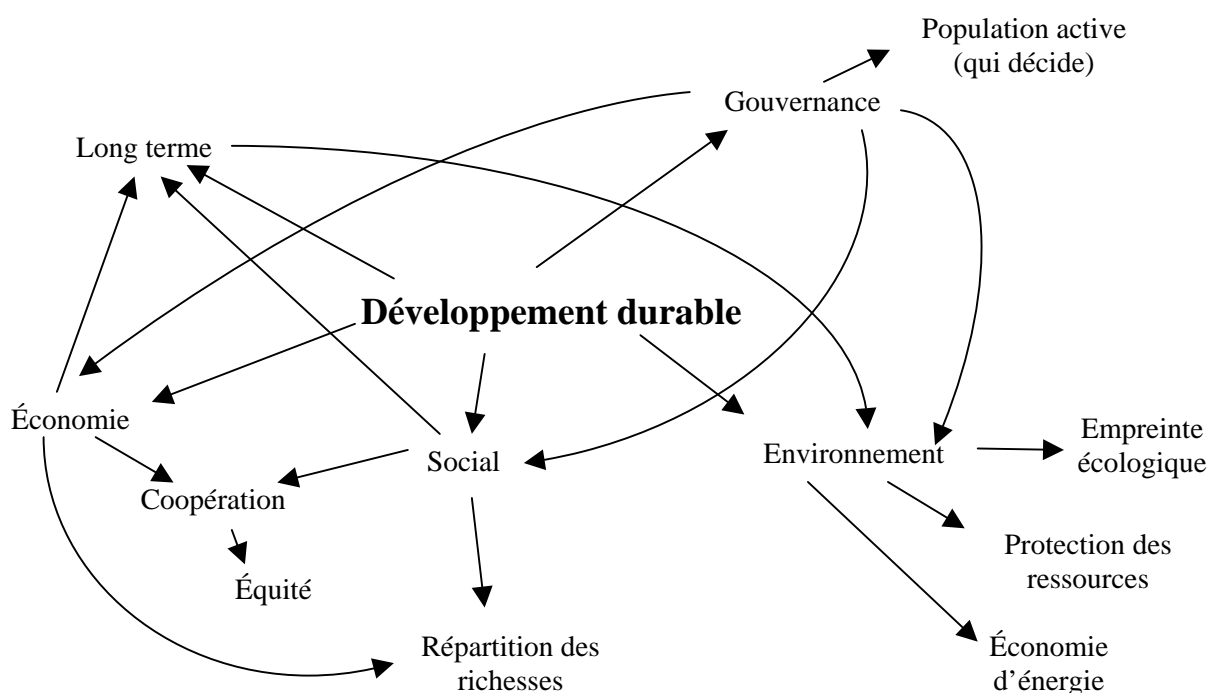 Population active
(qui décide)
Gouvernance
Long terme
Développement durable
Économie
Social
Environnement
Empreinte
écologique
Coopération
Protection des
ressources
Équité
Répartition des
richesses
Économie
d'énergie